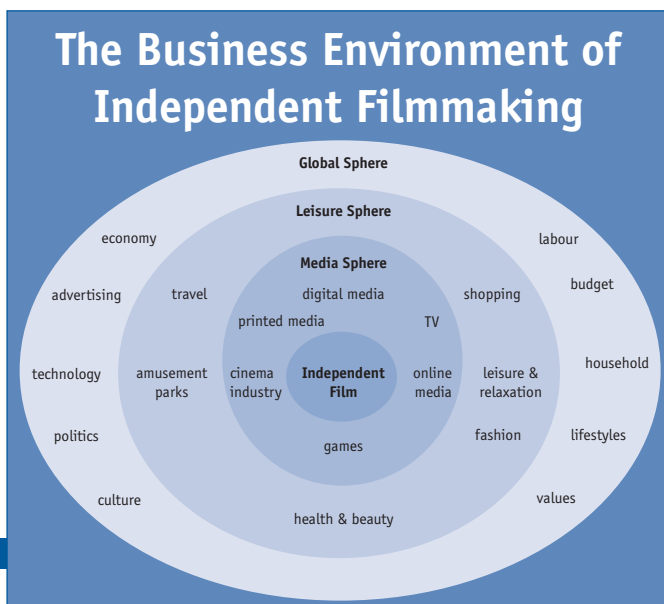 The Business Environment of
Independent Filmmaking
Global Sphere
Leisure Sphere
economy
labour
Media Sphere
budget
advertising
travel
digital media
shopping
printed media
TV
household
technology
amusement
parks
cinema
industry
Independent
Film
online
media
leisure &
relaxation
politics
games
fashion
lifestyles
culture
values
health & beauty